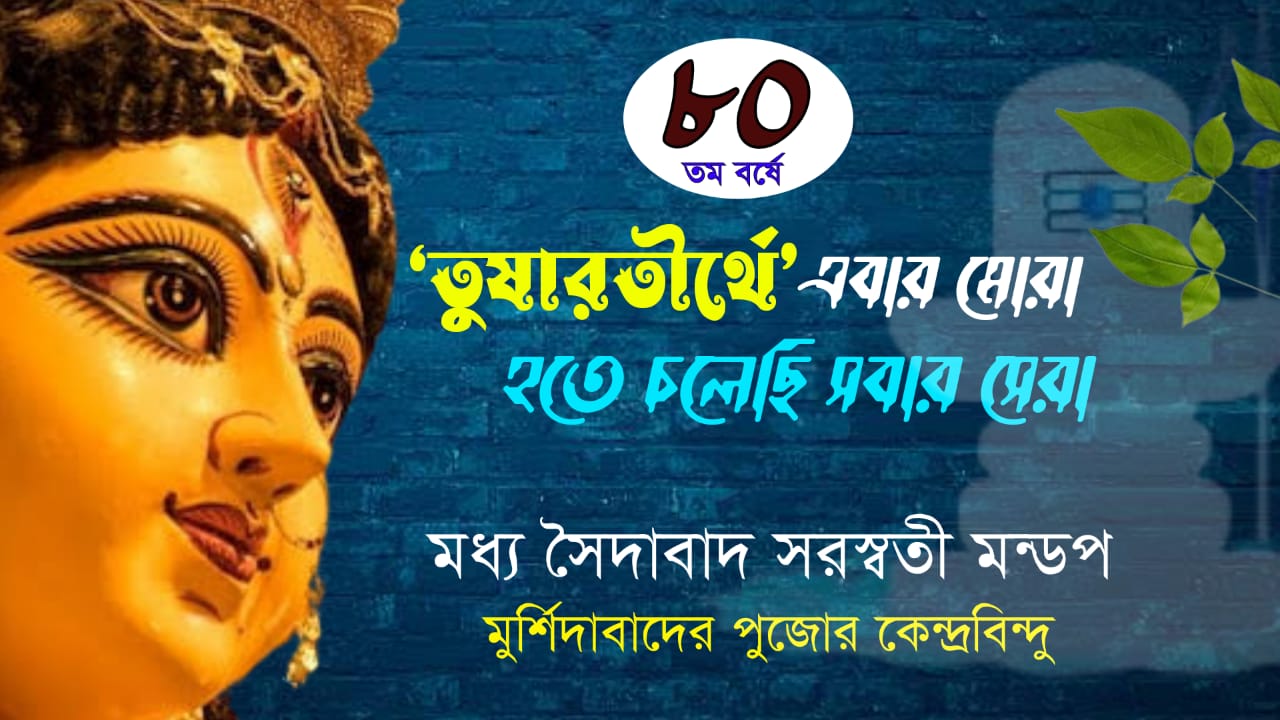 ৮০
তম বর্ষে
‘তুষারতীর্থে’ এবার মোরা
হতে চলেছি সবার সেরা
মধ্য সৈদাবাদ সরস্বতী মন্ডপ
মুর্শিদাবাদের পুজোর কেন্দ্রবিন্দু